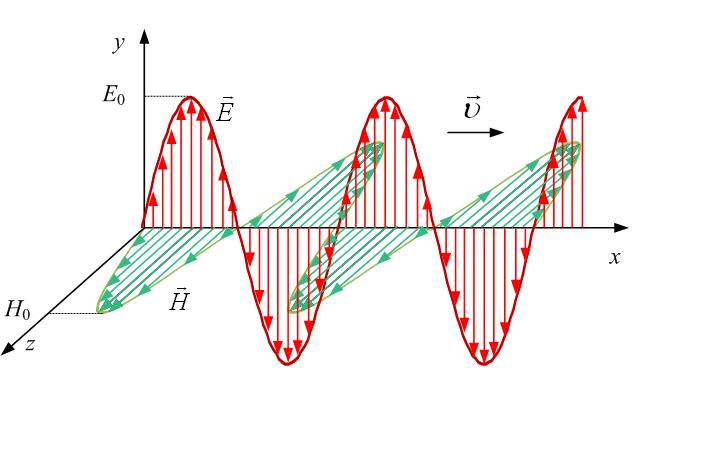 y
E₀
E⃗
υ⃗
x
H⃗
H₀
z